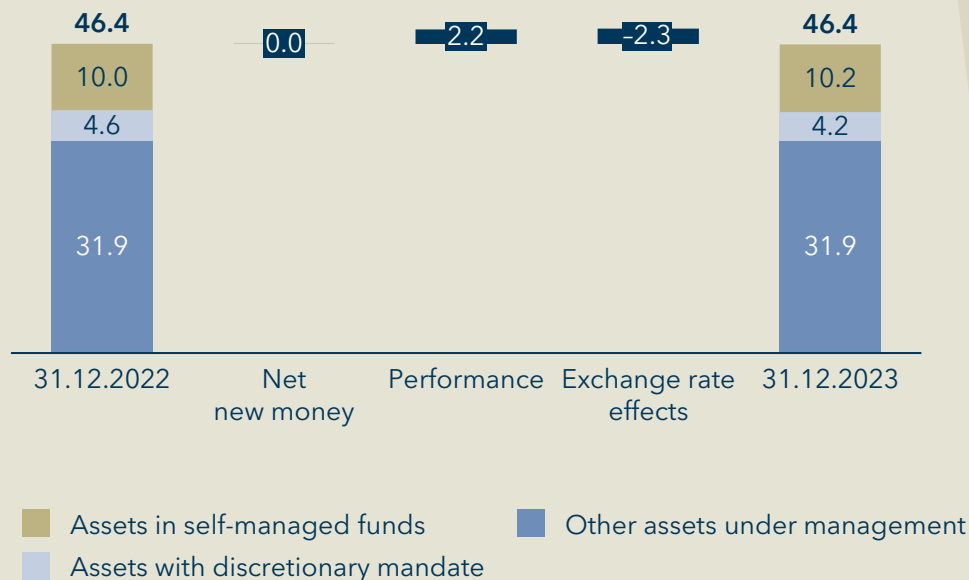 46.4
46.4
0.0
2.2
–2.3
10.0
10.2
4.6
4.2
31.9
31.9
31.12.2022
Net
new money
Performance
Exchange rate
effects
31.12.2023
Assets in self-managed funds
Other assets under management
Assets with discretionary mandate